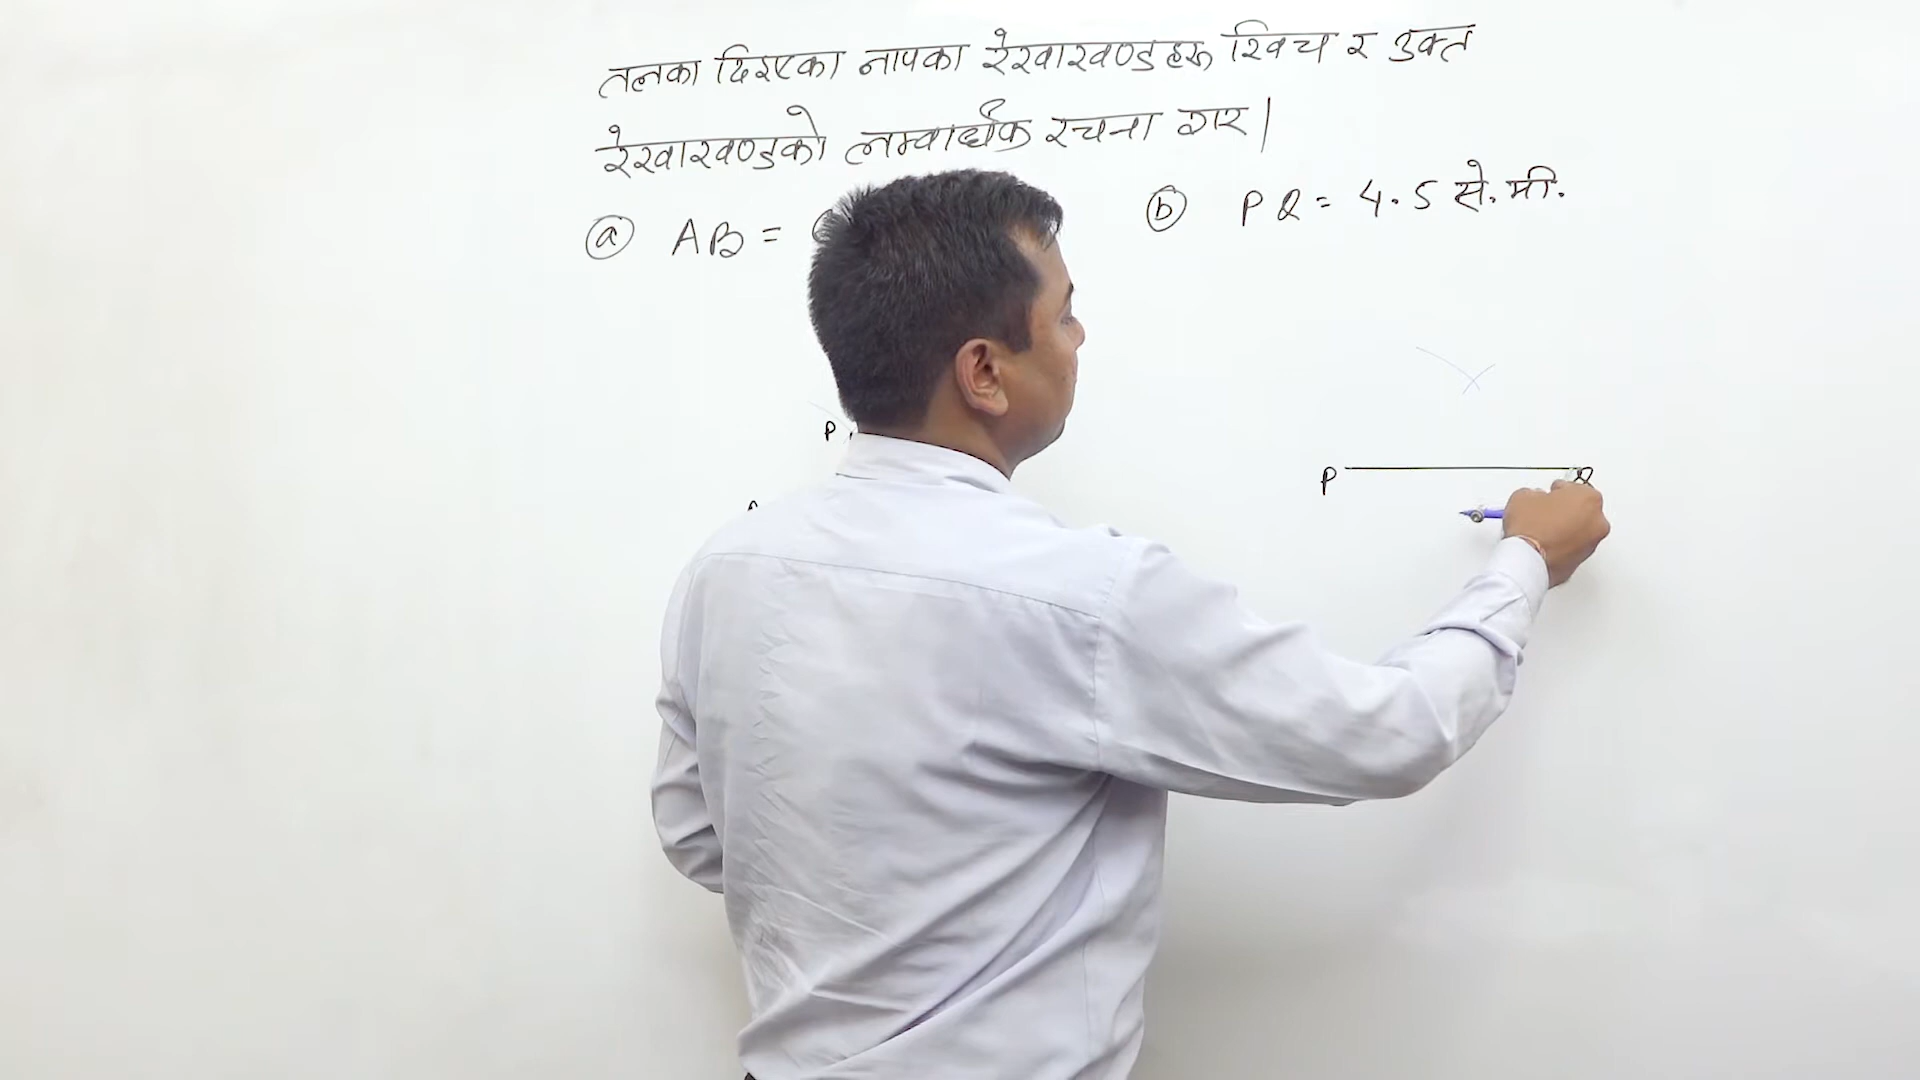 तलका दिइएका नापका रेखाखण्डहरू खिच र उक्त
रेखाखण्डको लम्बार्धक रचना गर।
ⓐ AB =
ⓑ PQ = 4.5 से.मी.
P
P Q